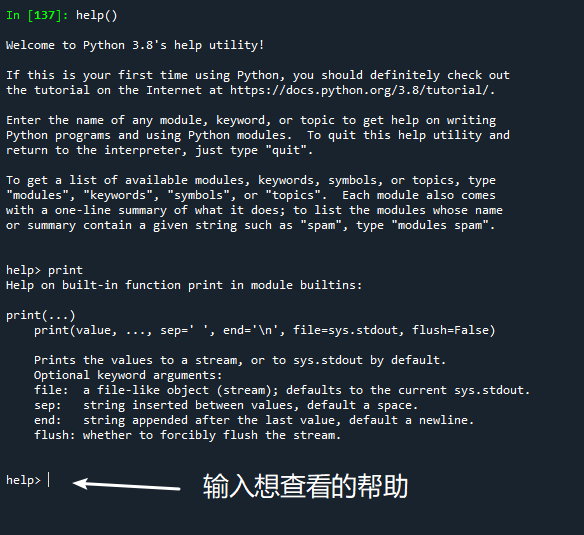 In [137]: help()
Welcome to Python 3.8's help utility!
If this is your first time using Python, you should definitely check out
the tutorial on the Internet at https://docs.python.org/3.8/tutorial/.
Enter the name of any module, keyword, or topic to get help on writing
Python programs and using Python modules.  To quit this help utility and
return to the interpreter, just type "quit".
To get a list of available modules, keywords, symbols, or topics, type
"modules", "keywords", "symbols", or "topics".  Each module also comes
with a one-line summary of what it does; to list the modules whose name
or summary contain a given string such as "spam", type "modules spam".
help> print
Help on built-in function print in module builtins:
print(...)
    print(value, ..., sep=' ', end='\n', file=sys.stdout, flush=False)
    Prints the values to a stream, or to sys.stdout by default.
    Optional keyword arguments:
    file:  a file-like object (stream); defaults to the current sys.stdout.
    sep:   string inserted between values, default a space.
    end:   string appended after the last value, default a newline.
    flush: whether to forcibly flush the stream.
help> 输入想查看的帮助